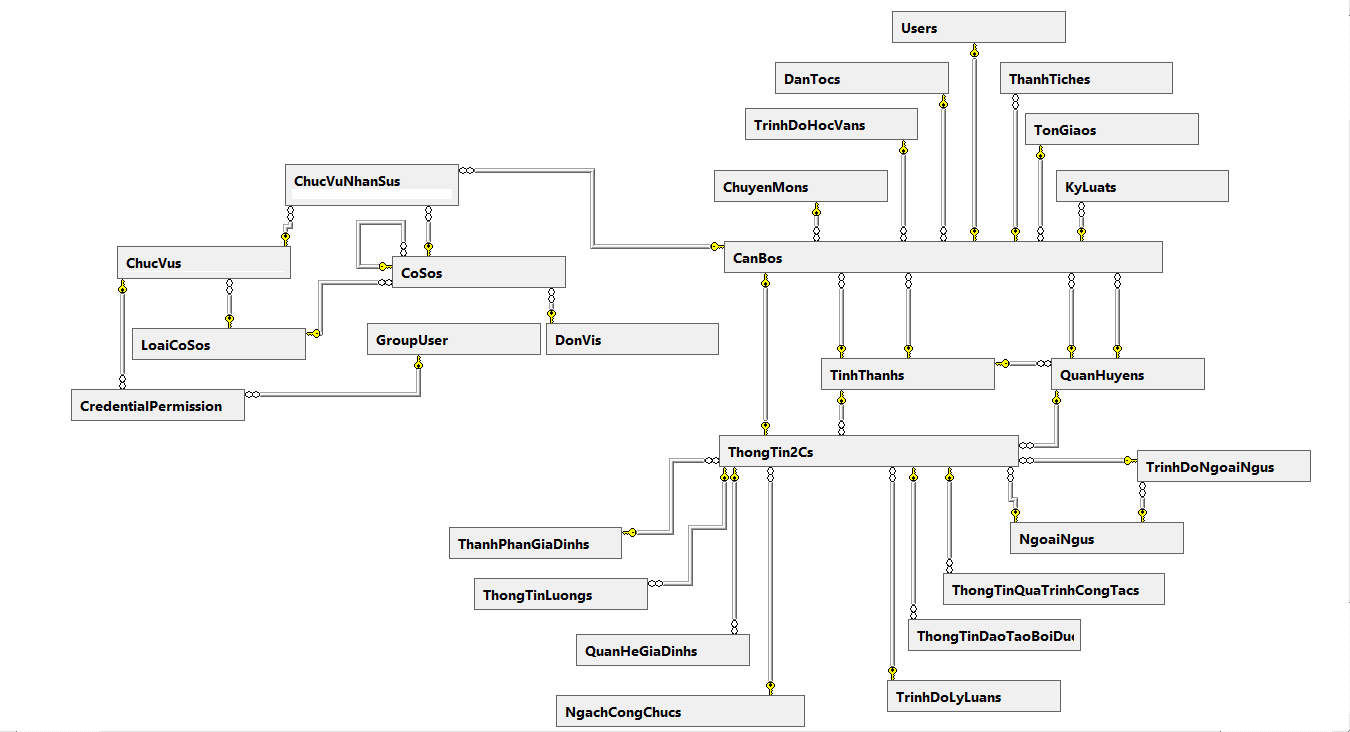 Users
DanTocs
ThanhTiches
TrinhDoHocVans
TonGiaos
ChucVuNhanSus
ChuyenMons
KyLuats
ChucVus
CoSos
CanBos
LoaiCoSos
GroupUser
DonVis
TinhThanhs
QuanHuyens
CredentialPermission
ThongTin2Cs
TrinhDoNgoaiNgus
ThanhPhanGiaDinhs
NgoaiNgus
ThongTinLuongs
ThongTinQuaTrinhCongTacs
QuanHeGiaDinhs
ThongTinDaoTaoBoiDu
NgachCongChucs
TrinhDoLyLuans